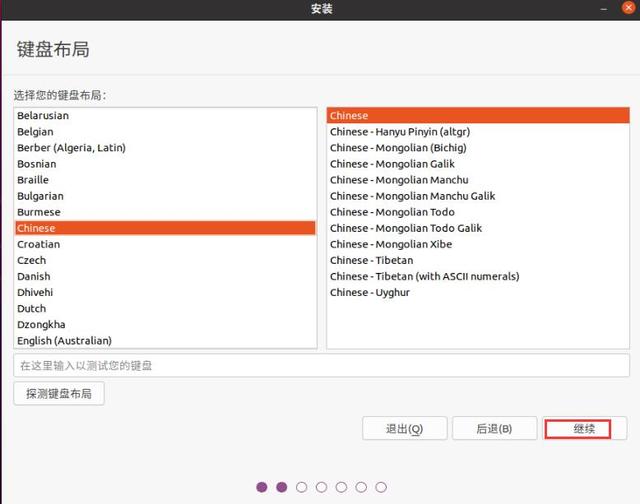 安装
键盘布局
选择您的键盘布局:
Belarusian
Belgian
Berber (Algeria, Latin)
Bosnian
Braille
Bulgarian
Burmese
Chinese
Croatian
Czech
Danish
Dhivehi
Dutch
Dzongkha
English (Australian)
Chinese
Chinese - Hanyu Pinyin (altgr)
Chinese - Mongolian (Bichig)
Chinese - Mongolian Galik
Chinese - Mongolian Manchu
Chinese - Mongolian Manchu Galik
Chinese - Mongolian Todo
Chinese - Mongolian Todo Galik
Chinese - Mongolian Xibe
Chinese - Tibetan
Chinese - Tibetan (with ASCII numerals)
Chinese - Uyghur
在这里输入以测试您的键盘
探测键盘布局
退出(Q) 后退(B) 继续